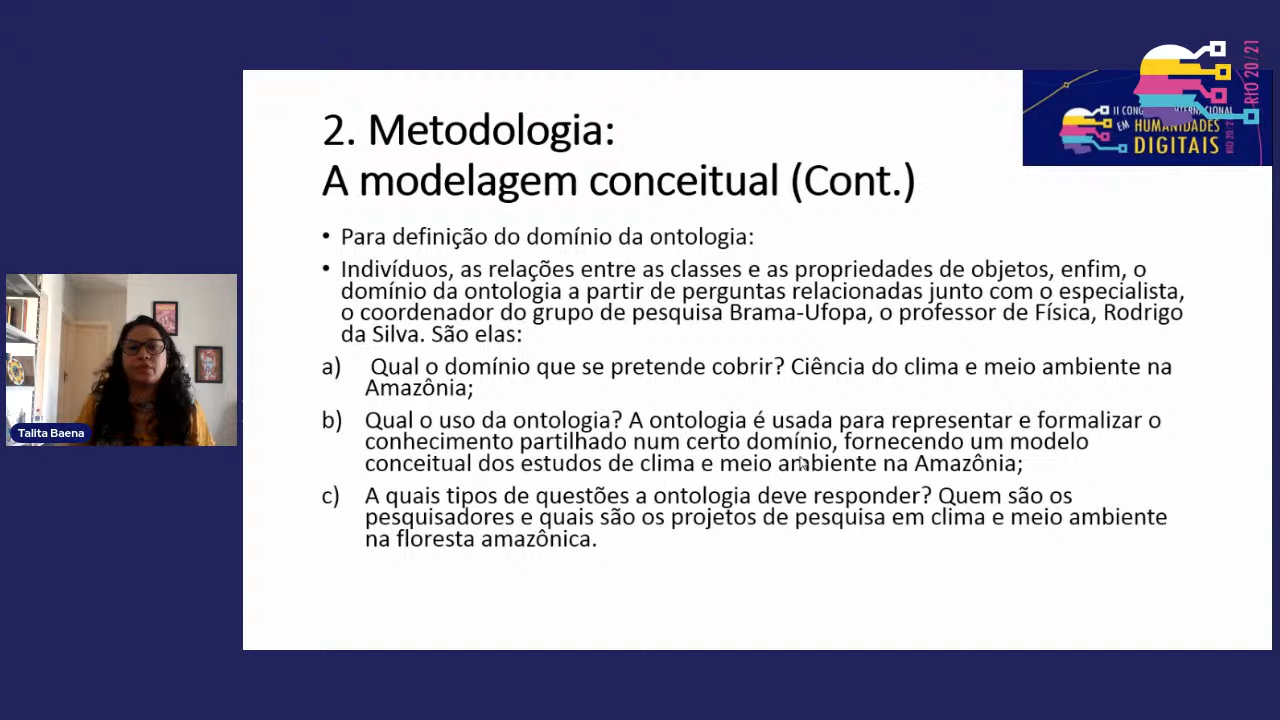 2. Metodologia:
A modelagem conceitual (Cont.)
• Para definição do domínio da ontologia:
• Indivíduos, as relações entre as classes e as propriedades de objetos, enfim, o
domínio da ontologia a partir de perguntas relacionadas junto com o especialista,
o coordenador do grupo de pesquisa Brama-Ufopa, o professor de Física, Rodrigo
da Silva. São elas:
a) Qual o domínio que se pretende cobrir? Ciência do clima e meio ambiente na
Amazônia;
b) Qual o uso da ontologia? A ontologia é usada para representar e formalizar o
conhecimento partilhado num certo domínio, fornecendo um modelo
conceitual dos estudos de clima e meio ambiente na Amazônia;
c) A quais tipos de questões a ontologia deve responder? Quem são os
pesquisadores e quais são os projetos de pesquisa em clima e meio ambiente
na floresta amazônica.
RIO 20/21
II
EM HUMANIDADES
DIGITAIS
Talita Baena